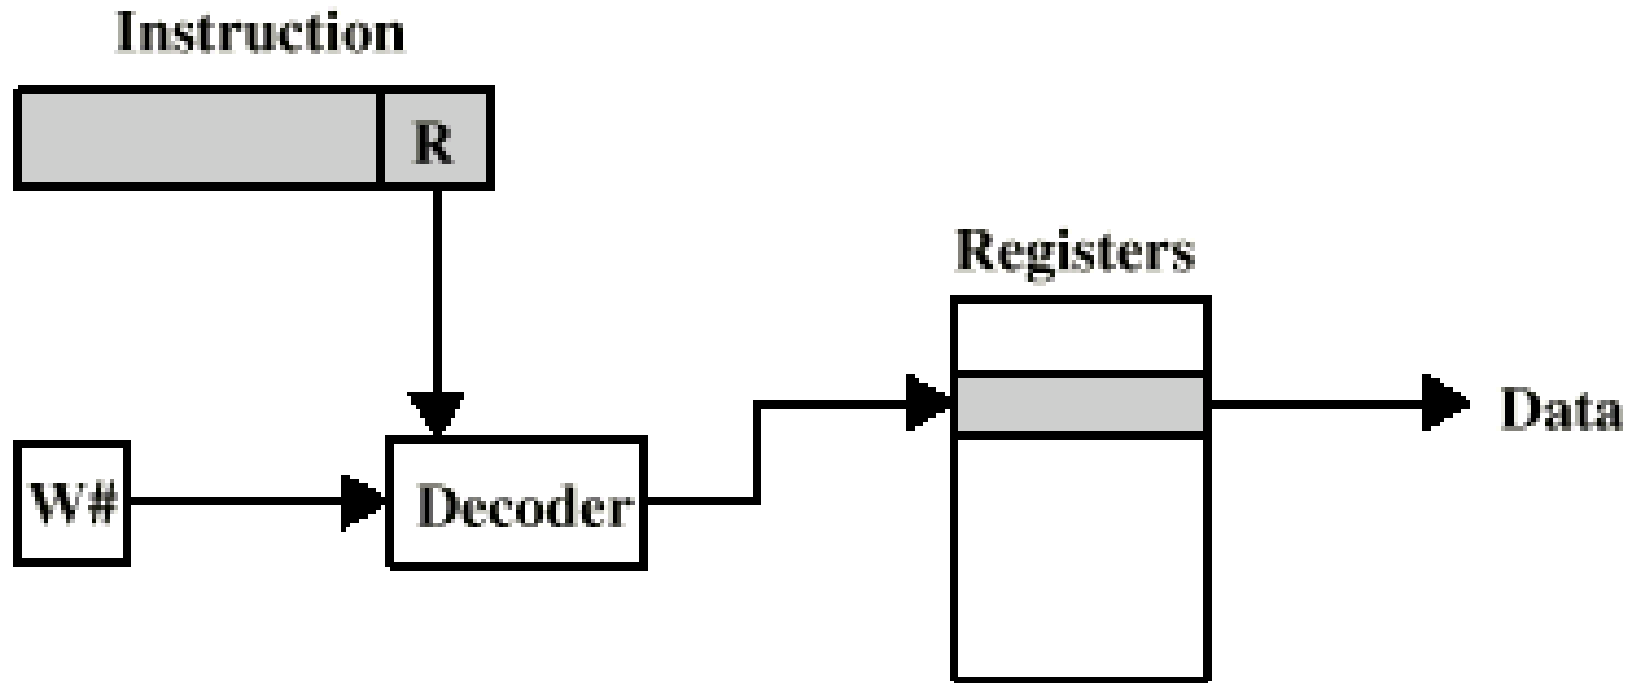 Instruction
R
Registers
Data
W#
Decoder